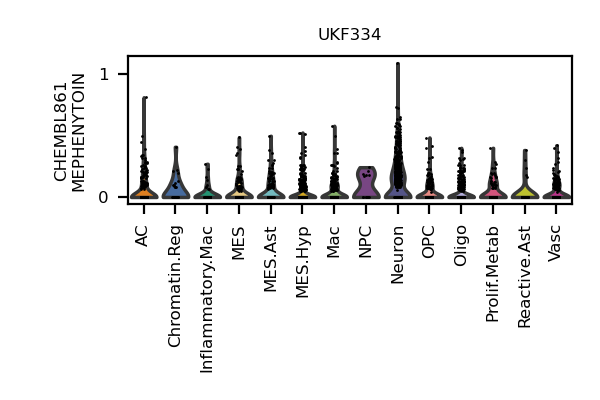 UKF334
CHEMBL861
MEPHENYTOIN
1
0
AC
Chromatin.Reg
Inflammatory.Mac
MES
MES.Ast
MES.Hyp
Mac
NPC
Neuron
OPC
Oligo
Prolif.Metab
Reactive.Ast
Vasc